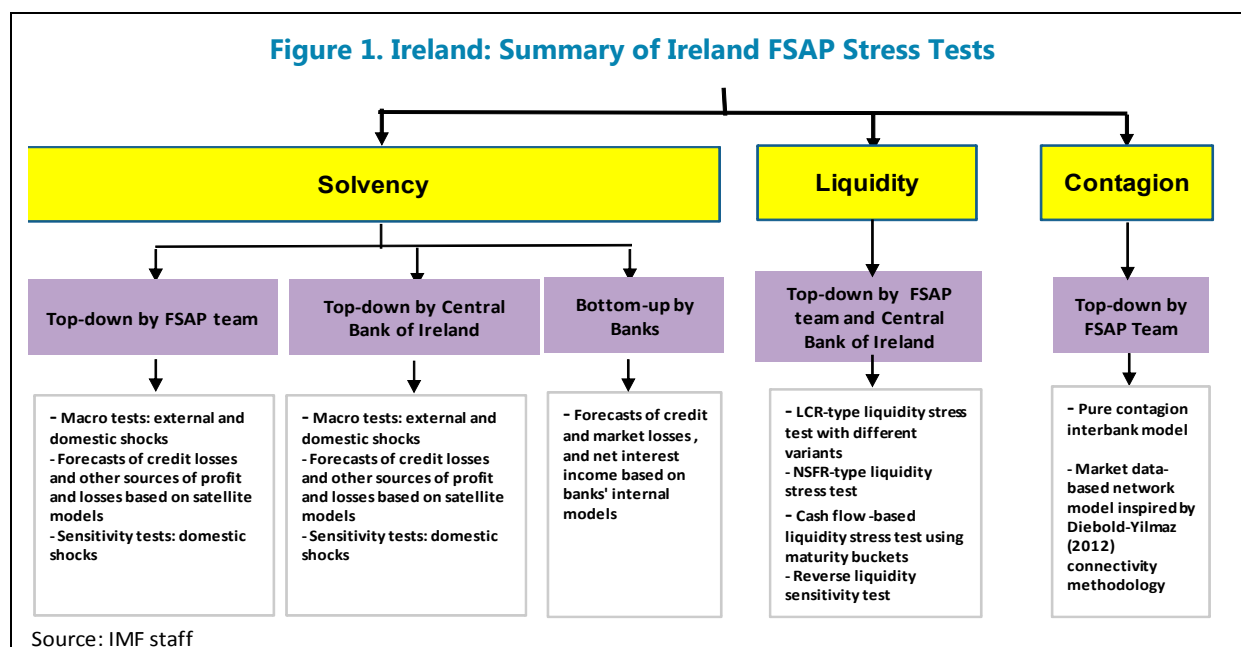 Figure 1. Ireland: Summary of Ireland FSAP Stress Tests
Solvency
Liquidity
Contagion
Top-down by FSAP team
Top-down by Central
Bank of Ireland
Bottom-up by
Banks
Top-down by FSAP
team and Central
Bank of Ireland
Top-down by
FSAP Team
- Macro tests: external and
domestic shocks
- Forecasts of credit losses
and other sources of profit
and losses based on satellite
models
- Sensitivity tests: domestic
shocks
- Macro tests: external and
domestic shocks
- Forecasts of credit losses
and other sources of profit
and losses based on satellite
models
- Sensitivity tests: domestic
shocks
- Forecasts of credit
and market losses ,
and net interest
income based on
banks' internal
models
- LCR-type liquidity stress
test with different
variants
- NSFR-type liquidity
stress test
- Cash flow -based
liquidity stress test using
maturity buckets
- Reverse liquidity
sensitivity test
- Pure contagion
interbank model
- Market data-
based network
model inspired by
Diebold-Yilmaz
(2012)
connectivity
methodology
Source: IMF staff